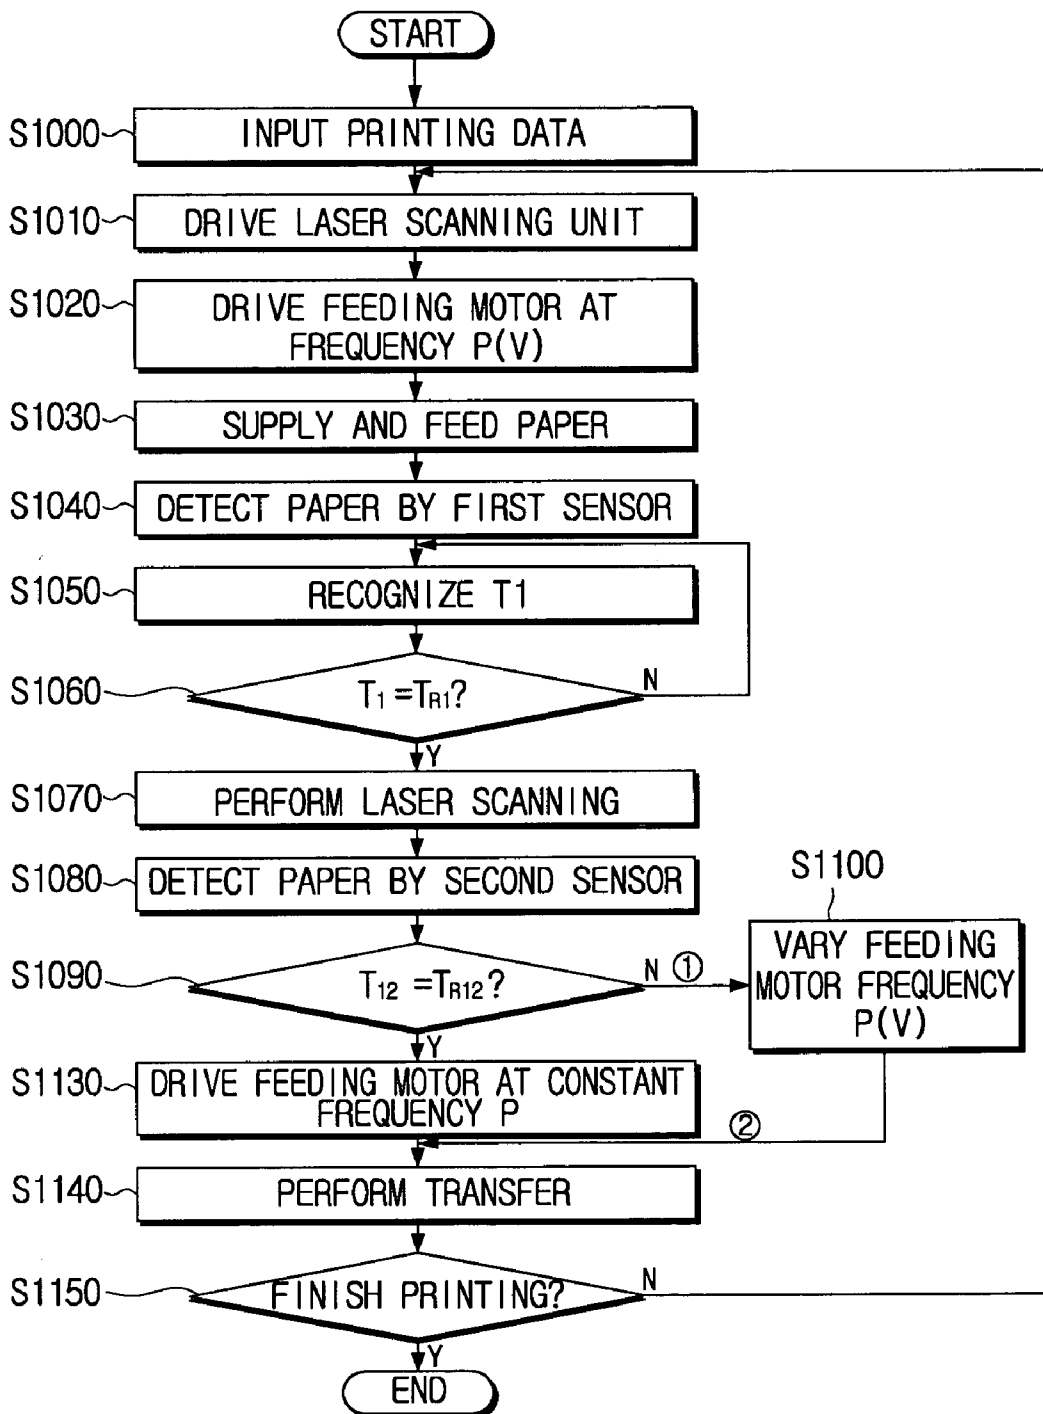 START
S1000
INPUT PRINTING DATA
S1010
DRIVE LASER SCANNING UNIT
S1020
DRIVE FEEDING MOTOR AT
FREQUENCY P(V)
S1030
SUPPLY AND FEED PAPER
S1040
DETECT PAPER BY FIRST SENSOR
S1050
RECOGNIZE T1
S1060
T1 =TR1?
N
Y
S1070
PERFORM LASER SCANNING
S1080
DETECT PAPER BY SECOND SENSOR
S1090
T12 =TR12?
N ①
Y
S1100
VARY FEEDING
MOTOR FREQUENCY
P(V)
S1130
DRIVE FEEDING MOTOR AT CONSTANT
FREQUENCY P
②
S1140
PERFORM TRANSFER
S1150
FINISH PRINTING?
N
Y
END